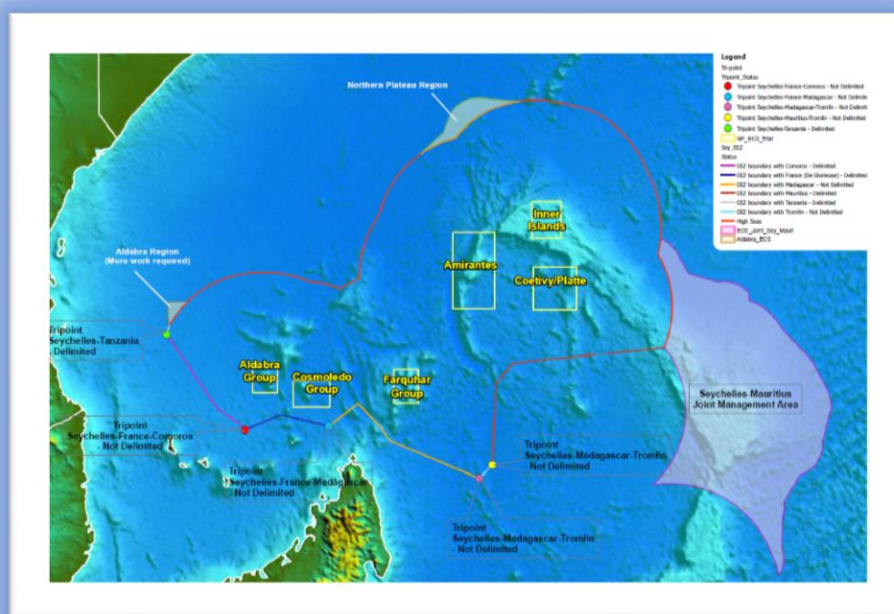 Legend
Tri-point
Tripoint_Status
Tripoint Seychelles-France-Comoros - Not Delimited
Tripoint Seychelles-France-Madagascar - Not Delim
Tripoint Seychelles-Madagascar-Tromlin - Not Delimit
Tripoint Seychelles-Mauritius-Tromlin - Not Delimited
Tripoint Seychelles-Tanzania - Delimited
NP_ECS_final
Sey_EEZ
Status
EEZ boundary with Comoros - Delimited
EEZ boundary with France (Ile Glorieuse) - Delimited
EEZ boundary with Madagascar - Not Delimited
EEZ boundary with Mauritius - Delimited
EEZ boundary with Tanzania - Delimited
EEZ boundary with Tromlin - Not Delimited
High Seas
ECS_Joint_Sey_Mauri
Aldabra_ECS
Northern Plateau Region
Inner
Islands
Amirantes
Coetivy/Platte
Aldabra Region
(More work required)
Tripoint
Seychelles-Tanzania
- Delimited
Aldabra
Group
Cosmoledo
Group
Farquhar
Group
Seychelles-Mauritius
Joint Management Area
Tripoint
Seychelles-France-Comoros
- Not Delimited
Tripoint
Seychelles-France-Madagascar
- Not Delimited
Tripoint
Seychelles-Madagascar-Tromlin
- Not Delimited
Tripoint
Seychelles-Madagascar-Tromlin
- Not Delimited